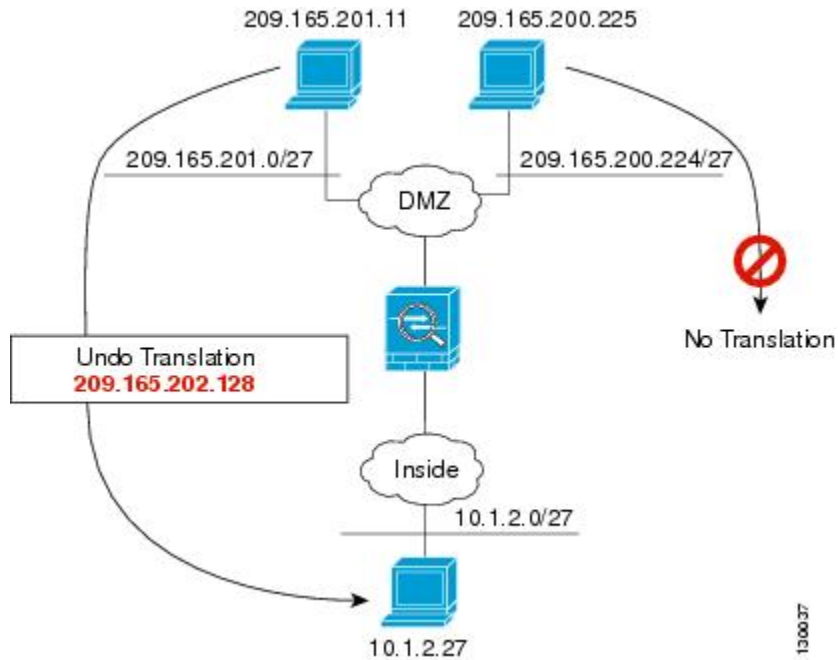 209.165.201.11
209.165.200.225
209.165.201.0/27
209.165.200.224/27
DMZ
No Translation
Undo Translation
209.165.202.128
Inside
10.1.2.0/27
10.1.2.27
130037